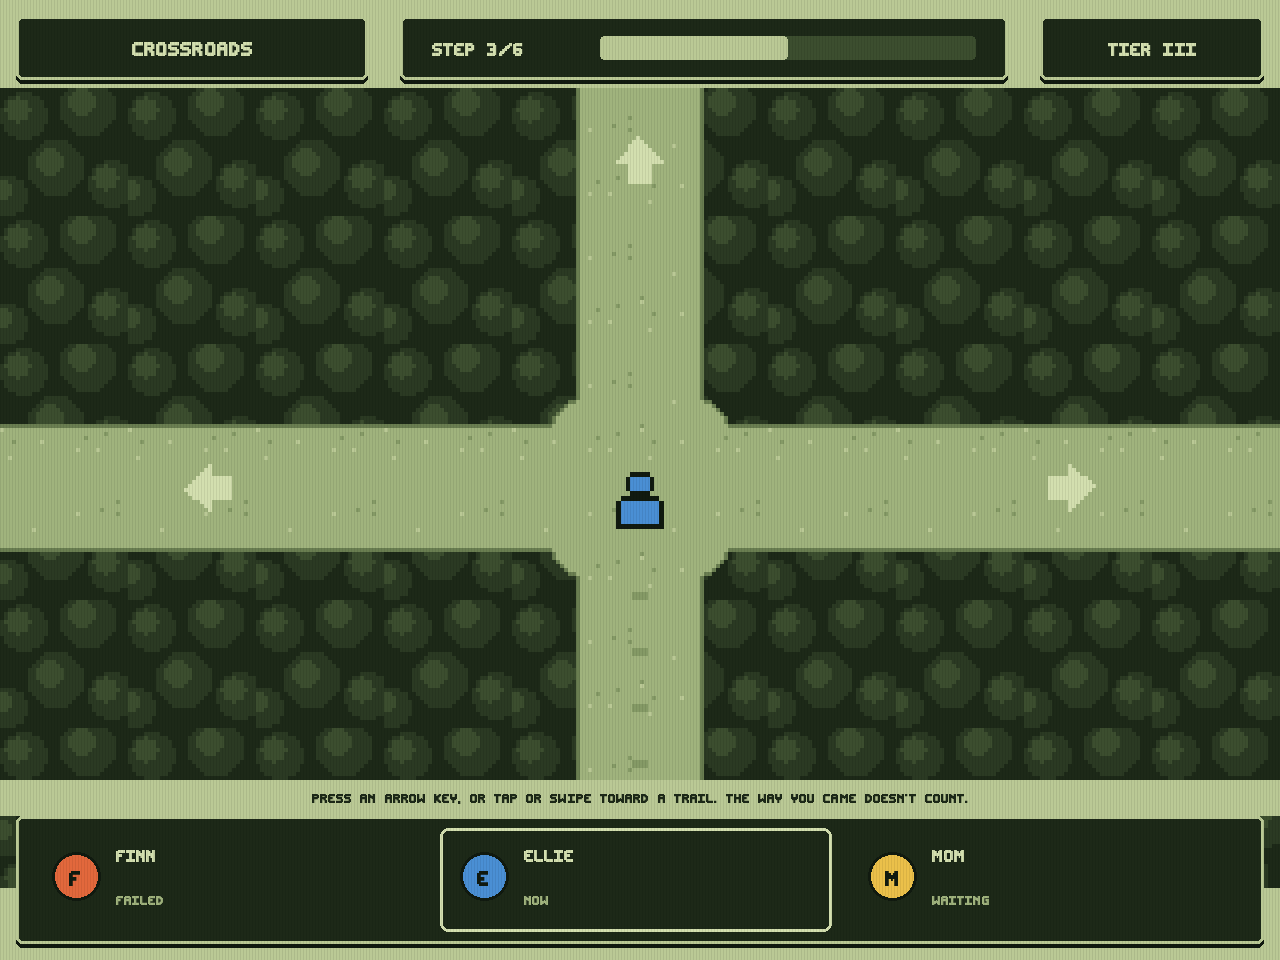 CROSSROADS
STEP 3/6
TIER III
PRESS AN ARROW KEY, OR TAP OR SWIPE TOWARD A TRAIL. THE WAY YOU CAME DOESN'T COUNT.
F
FINN
FAILED
E
ELLIE
NOW
M
MOM
WAITING